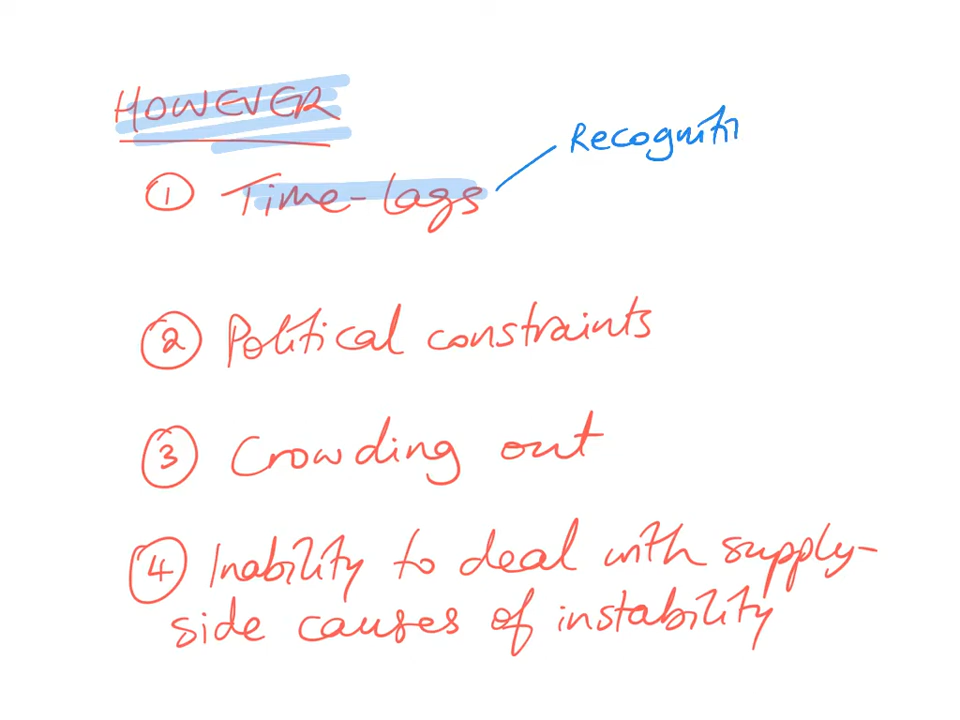 HOWEVER
Recogniti
① Time-lags
② Political constraints
③ Crowding out
④ Inability to deal with supply-
side causes of instability